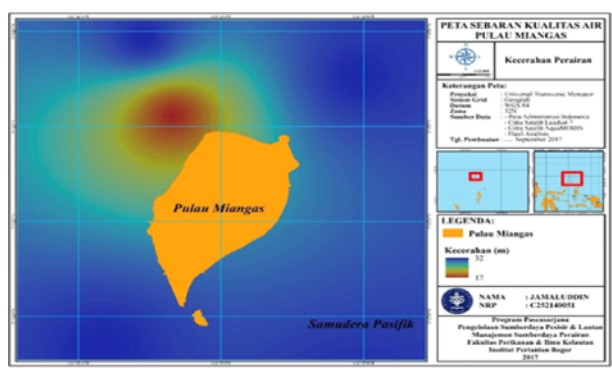 PETA SEBARAN KUALITAS AIR
PULAU MIANGAS
Kecerahan Perairan
Keterangan Peta:
Proyeksi : Universal Transverse Mercator
Sistem Grid : Geografi
Datum : WGS 84
Zona : 52N
Sumber Data : - Peta Administrasi Indonesia
- Citra Satelit Landsat 7
- Citra Satelit AquaMODIS
- Hasil Analisis
Tgl. Pembuatan : .... September 2017
LEGENDA:
Pulau Miangas
Kecerahan (m)
32
17
NAMA : JAMALUDDIN
NRP : C252140051
Program Pascasarjana
Pengelolaan Sumberdaya Pesisir & Lautan
Manajemen Sumberdaya Perairan
Fakultas Perikanan & Ilmu Kelautan
Institut Pertanian Bogor
2017
Pulau Miangas
Samudera Pasifik